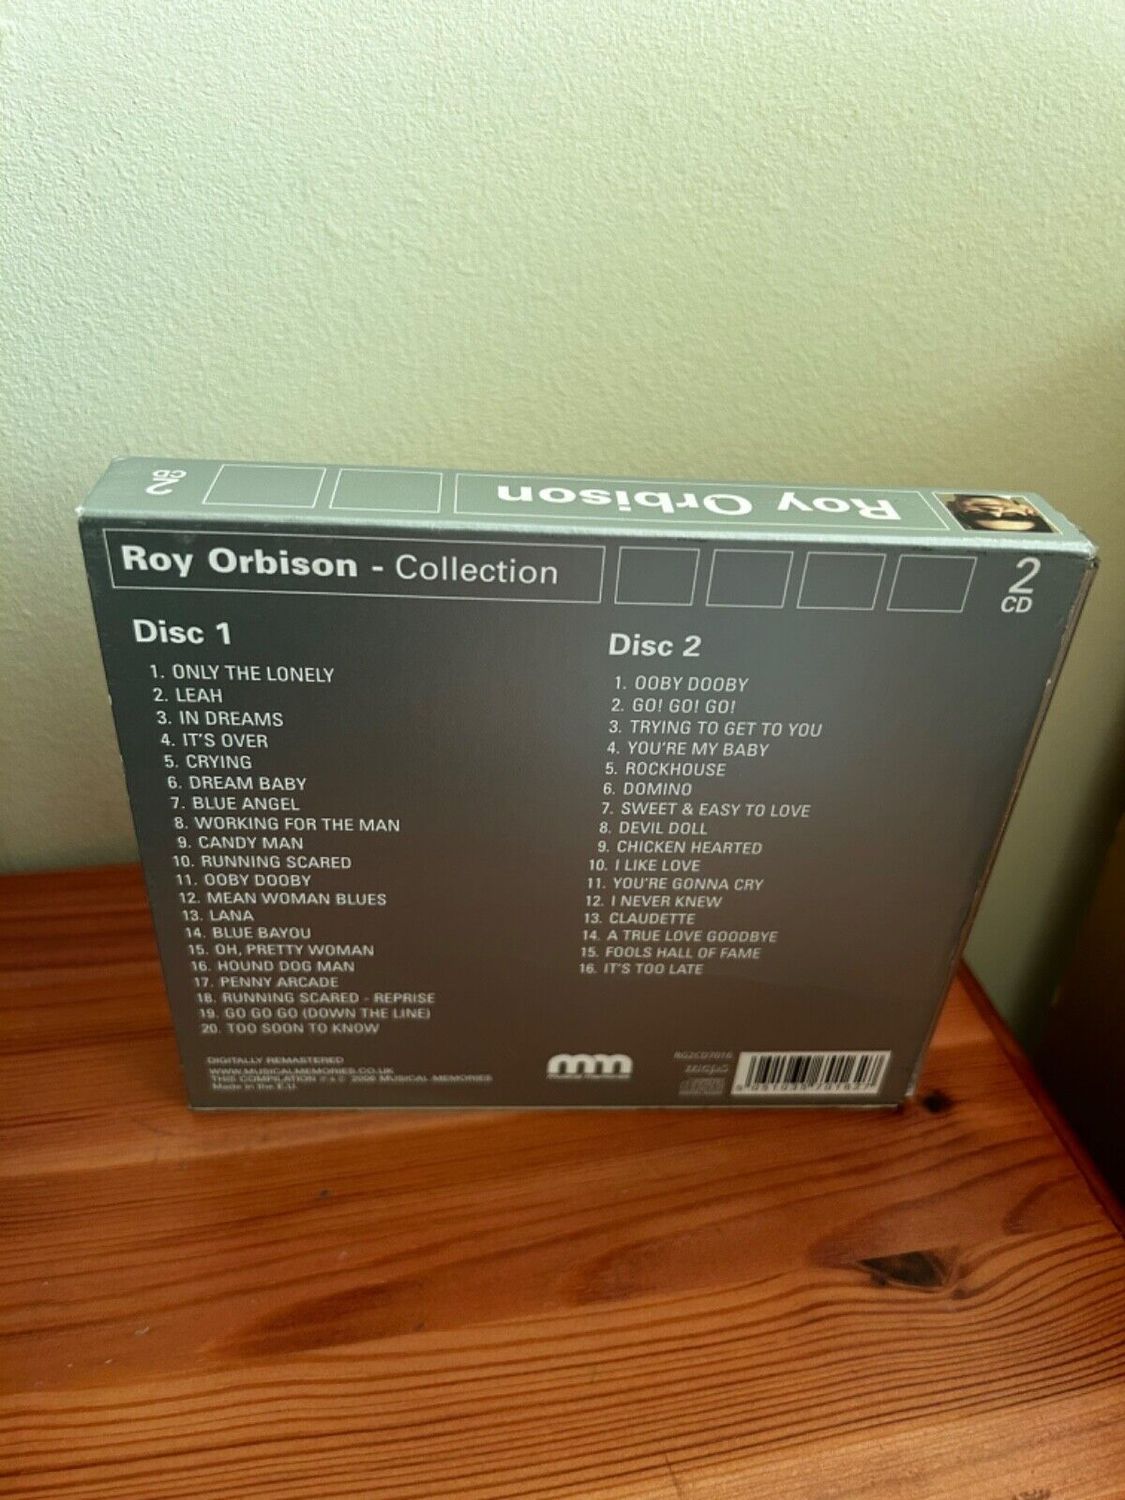 2 CD
Roy Orbison
Roy Orbison - Collection
2
CD
Disc 1
1. ONLY THE LONELY
2. LEAH
3. IN DREAMS
4. IT'S OVER
5. CRYING
6. DREAM BABY
7. BLUE ANGEL
8. WORKING FOR THE MAN
9. CANDY MAN
10. RUNNING SCARED
11. OOBY DOOBY
12. MEAN WOMAN BLUES
13. LANA
14. BLUE BAYOU
15. OH, PRETTY WOMAN
16. HOUND DOG MAN
17. PENNY ARCADE
18. RUNNING SCARED - REPRISE
19. GO GO GO (DOWN THE LINE)
20. TOO SOON TO KNOW
Disc 2
1. OOBY DOOBY
2. GO! GO! GO!
3. TRYING TO GET TO YOU
4. YOU'RE MY BABY
5. ROCKHOUSE
6. DOMINO
7. SWEET & EASY TO LOVE
8. DEVIL DOLL
9. CHICKEN HEARTED
10. I LIKE LOVE
11. YOU'RE GONNA CRY
12. I NEVER KNEW
13. CLAUDETTE
14. A TRUE LOVE GOODBYE
15. FOOLS HALL OF FAME
16. IT'S TOO LATE
DIGITALLY REMASTERED
WWW.MUSICALMEMORIES.CO.UK
THIS COMPILATION MUSICAL MEMORIES
Made in the E.U.
mm
Musical Memories
RG2CD7016